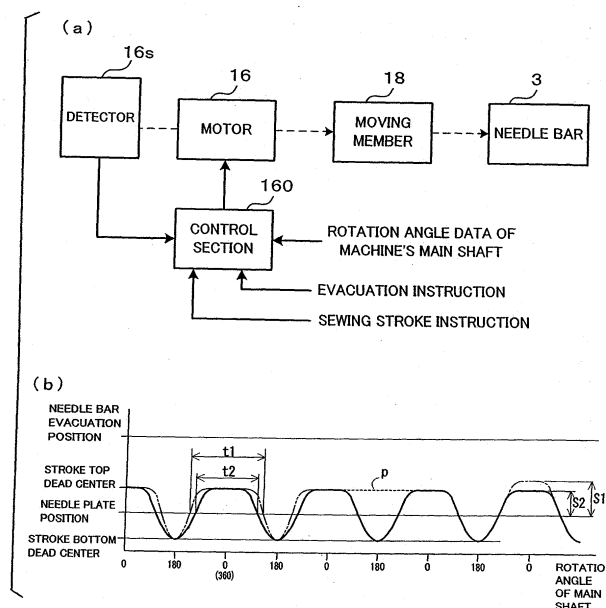 (a)
16s
16
18
3
DETECTOR
MOTOR
MOVING
MEMBER
NEEDLE BAR
160
CONTROL
SECTION
ROTATION ANGLE DATA OF
MACHINE'S MAIN SHAFT
EVACUATION INSTRUCTION
SEWING STROKE INSTRUCTION
(b)
NEEDLE BAR
EVACUATION
POSITION
t1
t2
p
STROKE TOP
DEAD CENTER
S2
S1
NEEDLE PLATE
POSITION
STROKE BOTTOM
DEAD CENTER
0 180 0 180 0 180 0 180 0
(360)
ROTATIO
ANGLE
OF MAIN
SHAFT